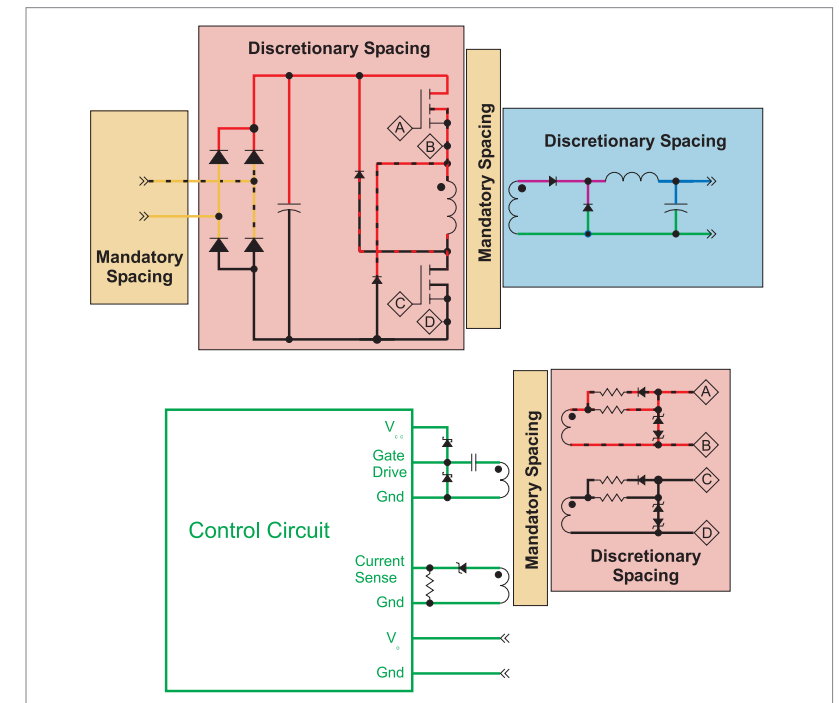 Discretionary Spacing
A
B
Mandatory Spacing
Discretionary Spacing
Mandatory
Spacing
C
D
Control Circuit
V
Gate
Drive
Gnd
Current
Sense
Gnd
V
Gnd
Mandatory Spacing
A
B
C
D
Discretionary
Spacing